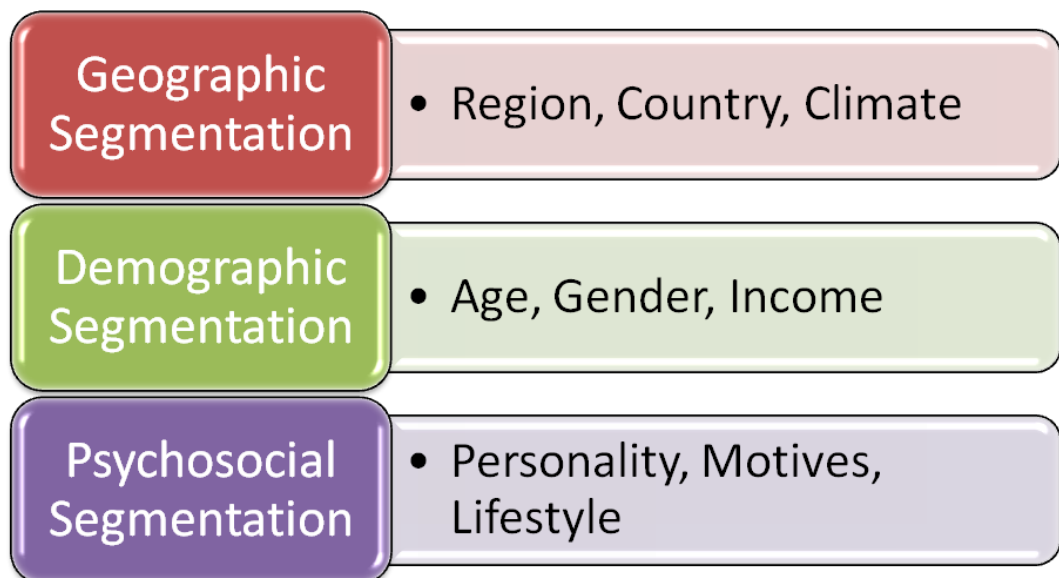 Geographic
Segmentation
• Region, Country, Climate
Demographic
Segmentation
• Age, Gender, Income
Psychosocial
Segmentation
• Personality, Motives,
Lifestyle